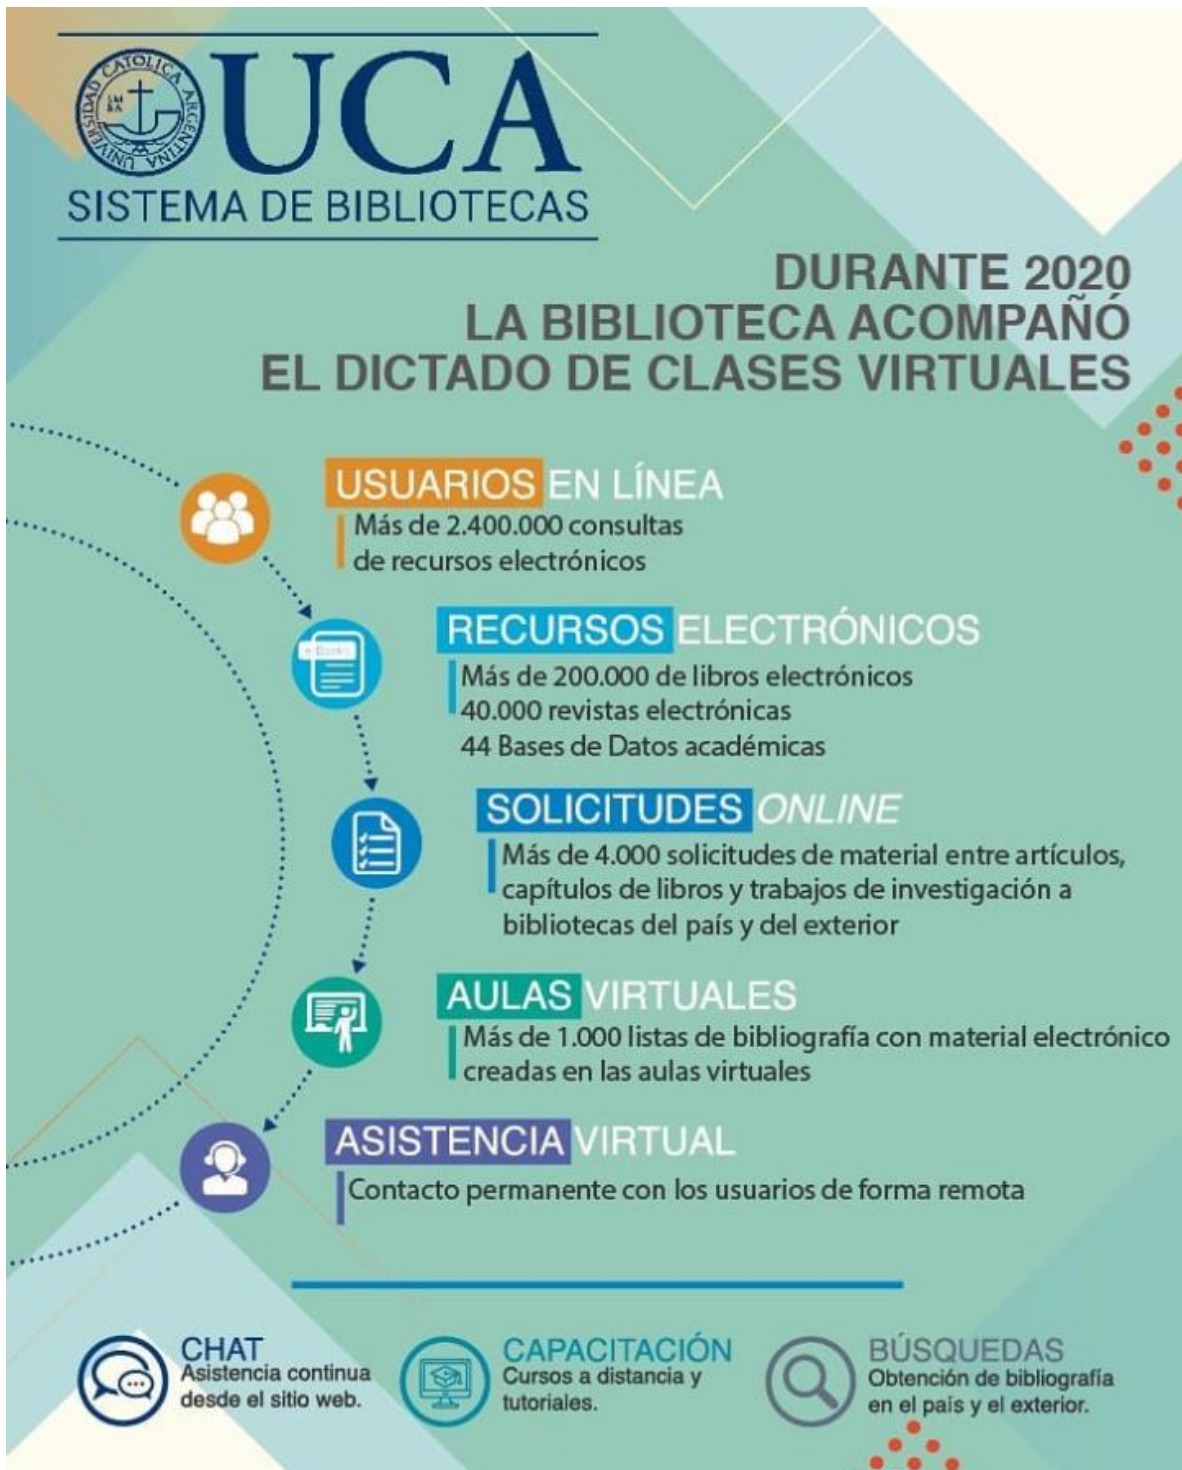 UNIVERSIDAD CATOLICA ARGENTINA
UCA
SISTEMA DE BIBLIOTECAS
DURANTE 2020
LA BIBLIOTECA ACOMPAÑÓ
EL DICTADO DE CLASES VIRTUALES
USUARIOS EN LÍNEA
Más de 2.400.000 consultas
de recursos electrónicos
RECURSOS ELECTRÓNICOS
Más de 200.000 de libros electrónicos
40.000 revistas electrónicas
44 Bases de Datos académicas
SOLICITUDES ONLINE
Más de 4.000 solicitudes de material entre artículos,
capítulos de libros y trabajos de investigación a
bibliotecas del país y del exterior
AULAS VIRTUALES
Más de 1.000 listas de bibliografía con material electrónico
creadas en las aulas virtuales
ASISTENCIA VIRTUAL
Contacto permanente con los usuarios de forma remota
CHAT
Asistencia continua
desde el sitio web.
CAPACITACIÓN
Cursos a distancia y
tutoriales.
BÚSQUEDAS
Obtención de bibliografía
en el país y el exterior.